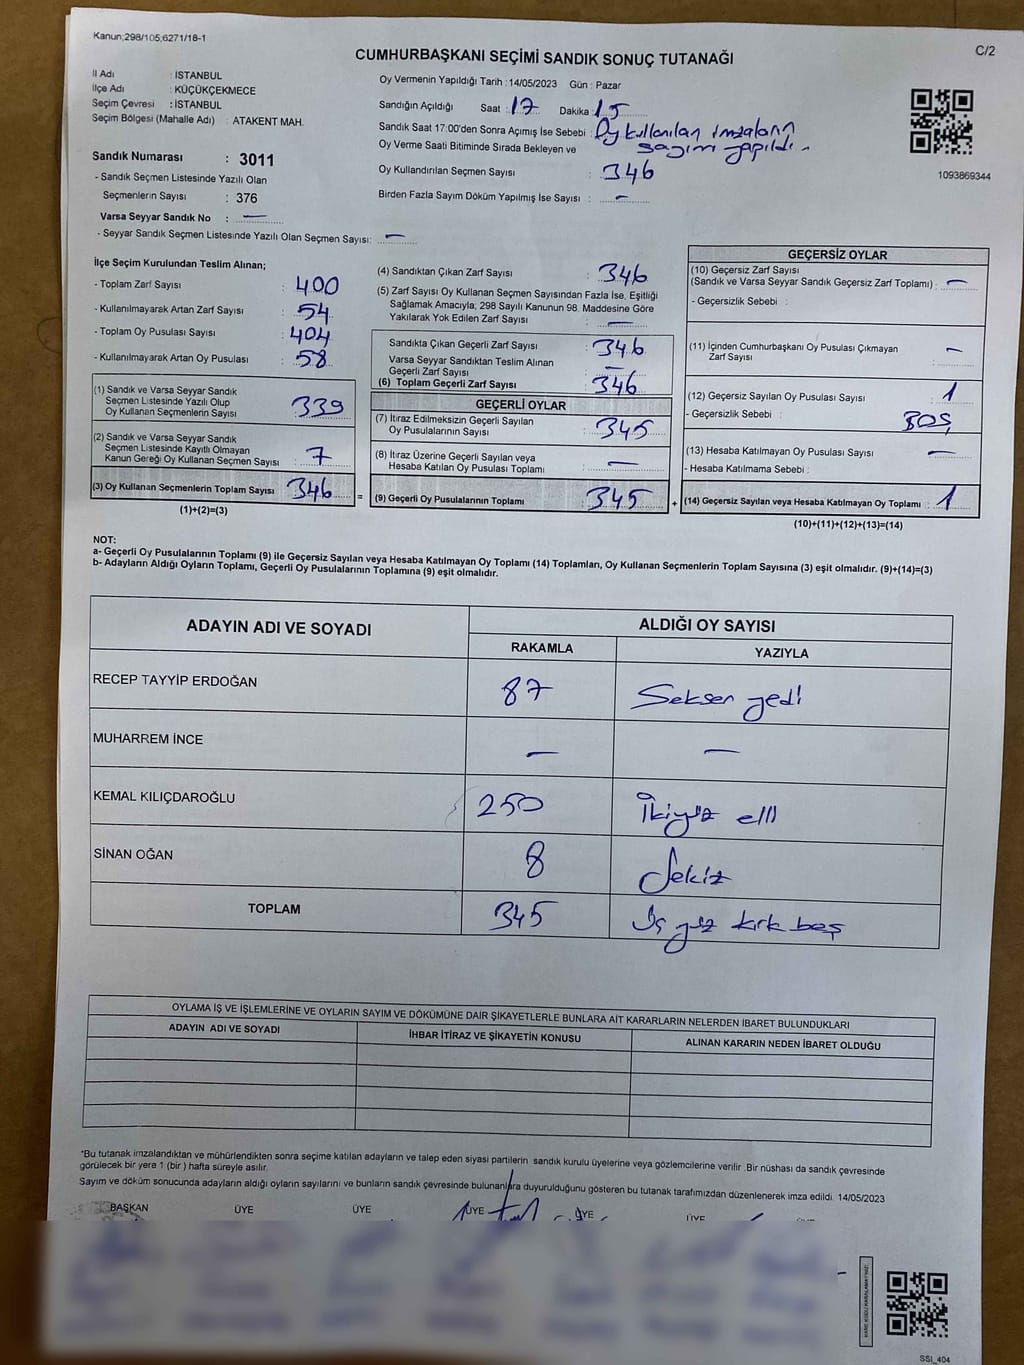 Kanun;298/105;6271/18-1
C/2
CUMHURBAŞKANI SEÇİMİ SANDIK SONUÇ TUTANAĞI
İl Adı : İSTANBUL
İlçe Adı : KÜÇÜKÇEKMECE
Seçim Çevresi : İSTANBUL
Seçim Bölgesi (Mahalle Adı) : ATAKENT MAH.
Sandık Numarası : 3011
- Sandık Seçmen Listesinde Yazılı Olan
Seçmenlerin Sayısı : 376
Varsa Seyyar Sandık No : —
- Seyyar Sandık Seçmen Listesinde Yazılı Olan Seçmen Sayısı: —
Oy Vermenin Yapıldığı Tarih : 14/05/2023 Gün : Pazar
Sandığın Açıldığı Saat : 17 Dakika : 15
Sandık Saat 17:00'den Sonra Açımış İse Sebebi : Oy kullanılan imzaların
Oy Verme Saati Bitiminde Sırada Bekleyen ve sayımı yapıldı.
Oy Kullandırılan Seçmen Sayısı : 346
Birden Fazla Sayım Döküm Yapılmış İse Sayısı : —
1093869344
İlçe Seçim Kurulundan Teslim Alınan;
- Toplam Zarf Sayısı : 400
- Kullanılmayarak Artan Zarf Sayısı : 54
- Toplam Oy Pusulası Sayısı : 404
- Kullanılmayarak Artan Oy Pusulası : 58
(1) Sandık ve Varsa Seyyar Sandık
Seçmen Listesinde Yazılı Olup
Oy Kullanan Seçmenlerin Sayısı : 339
(2) Sandık ve Varsa Seyyar Sandık
Seçmen Listesinde Kayıtlı Olmayan
Kanun Gereği Oy Kullanan Seçmen Sayısı : 7
(3) Oy Kullanan Seçmenlerin Toplam Sayısı : 346 =
(1)+(2)=(3)
(4) Sandıktan Çıkan Zarf Sayısı : 346
(5) Zarf Sayısı Oy Kullanan Seçmen Sayısından Fazla İse, Eşitliği
Sağlamak Amacıyla; 298 Sayılı Kanunun 98. Maddesine Göre
Yakılarak Yok Edilen Zarf Sayısı : —
Sandıkta Çıkan Geçerli Zarf Sayısı : 346
Varsa Seyyar Sandıktan Teslim Alınan
Geçerli Zarf Sayısı : —
(6) Toplam Geçerli Zarf Sayısı : 346
GEÇERLİ OYLAR
(7) İtiraz Edilmeksizin Geçerli Sayılan
Oy Pusulalarının Sayısı : 345
(8) İtiraz Üzerine Geçerli Sayılan veya
Hesaba Katılan Oy Pusulası Toplamı : —
(9) Geçerli Oy Pusulalarının Toplamı : 345 +
GEÇERSİZ OYLAR
(10) Geçersiz Zarf Sayısı
(Sandık ve Varsa Seyyar Sandık Geçersiz Zarf Toplamı) : —
- Geçersizlik Sebebi :
(11) İçinden Cumhurbaşkanı Oy Pusulası Çıkmayan
Zarf Sayısı : —
(12) Geçersiz Sayılan Oy Pusulası Sayısı : 1
- Geçersizlik Sebebi : BOŞ
(13) Hesaba Katılmayan Oy Pusulası Sayısı : —
- Hesaba Katılmama Sebebi :
(14) Geçersiz Sayılan veya Hesaba Katılmayan Oy Toplamı : 1
(10)+(11)+(12)+(13)=(14)
NOT:
a- Geçerli Oy Pusulalarının Toplamı (9) ile Geçersiz Sayılan veya Hesaba Katılmayan Oy Toplamı (14) Toplamları, Oy Kullanan Seçmenlerin Toplam Sayısına (3) eşit olmalıdır. (9)+(14)=(3)
b- Adayların Aldığı Oyların Toplamı, Geçerli Oy Pusulalarının Toplamına (9) eşit olmalıdır.
ADAYIN ADI VE SOYADI ALDIĞI OY SAYISI
RAKAMLA YAZIYLA
RECEP TAYYİP ERDOĞAN 87 Seksen yedi
MUHARREM İNCE — —
KEMAL KILIÇDAROĞLU 250 İkiyüz elli
SİNAN OĞAN 8 Sekiz
TOPLAM 345 Üç yüz kırk beş
OYLAMA İŞ VE İŞLEMLERİNE VE OYLARIN SAYIM VE DÖKÜMÜNE DAİR ŞİKAYETLERLE BUNLARA AİT KARARLARIN NELERDEN İBARET BULUNDUKLARI
ADAYIN ADI VE SOYADI İHBAR İTİRAZ VE ŞİKAYETİN KONUSU ALINAN KARARIN NEDEN İBARET OLDUĞU
*Bu tutanak imzalandıktan ve mühürlendikten sonra seçime katılan adayların ve talep eden siyasi partilerin sandık kurulu üyelerine veya gözlemcilerine verilir .Bir nüshası da sandık çevresinde
görülecek bir yere 1 (bir ) hafta süreyle asılır.
Sayım ve döküm sonucunda adayların aldığı oyların sayılarını ve bunların sandık çevresinde bulunanlara duyurulduğunu gösteren bu tutanak tarafımızdan düzenlenerek imza edildi. 14/05/2023
BAŞKAN ÜYE ÜYE ÜYE ÜYE ÜYE
SSI_404